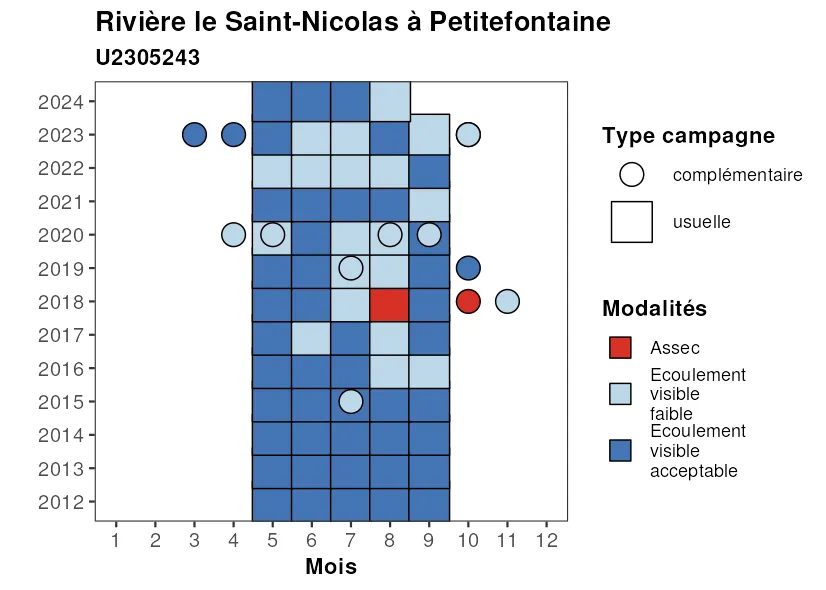 Rivière le Saint-Nicolas à Petitefontaine
U2305243
2024
2023
2022
2021
2020
2019
2018
2017
2016
2015
2014
2013
2012
1 2 3 4 5 6 7 8 9 10 11 12
Mois
Type campagne
complémentaire
usuelle
Modalités
Assec
Ecoulement
visible
faible
Ecoulement
visible
acceptable